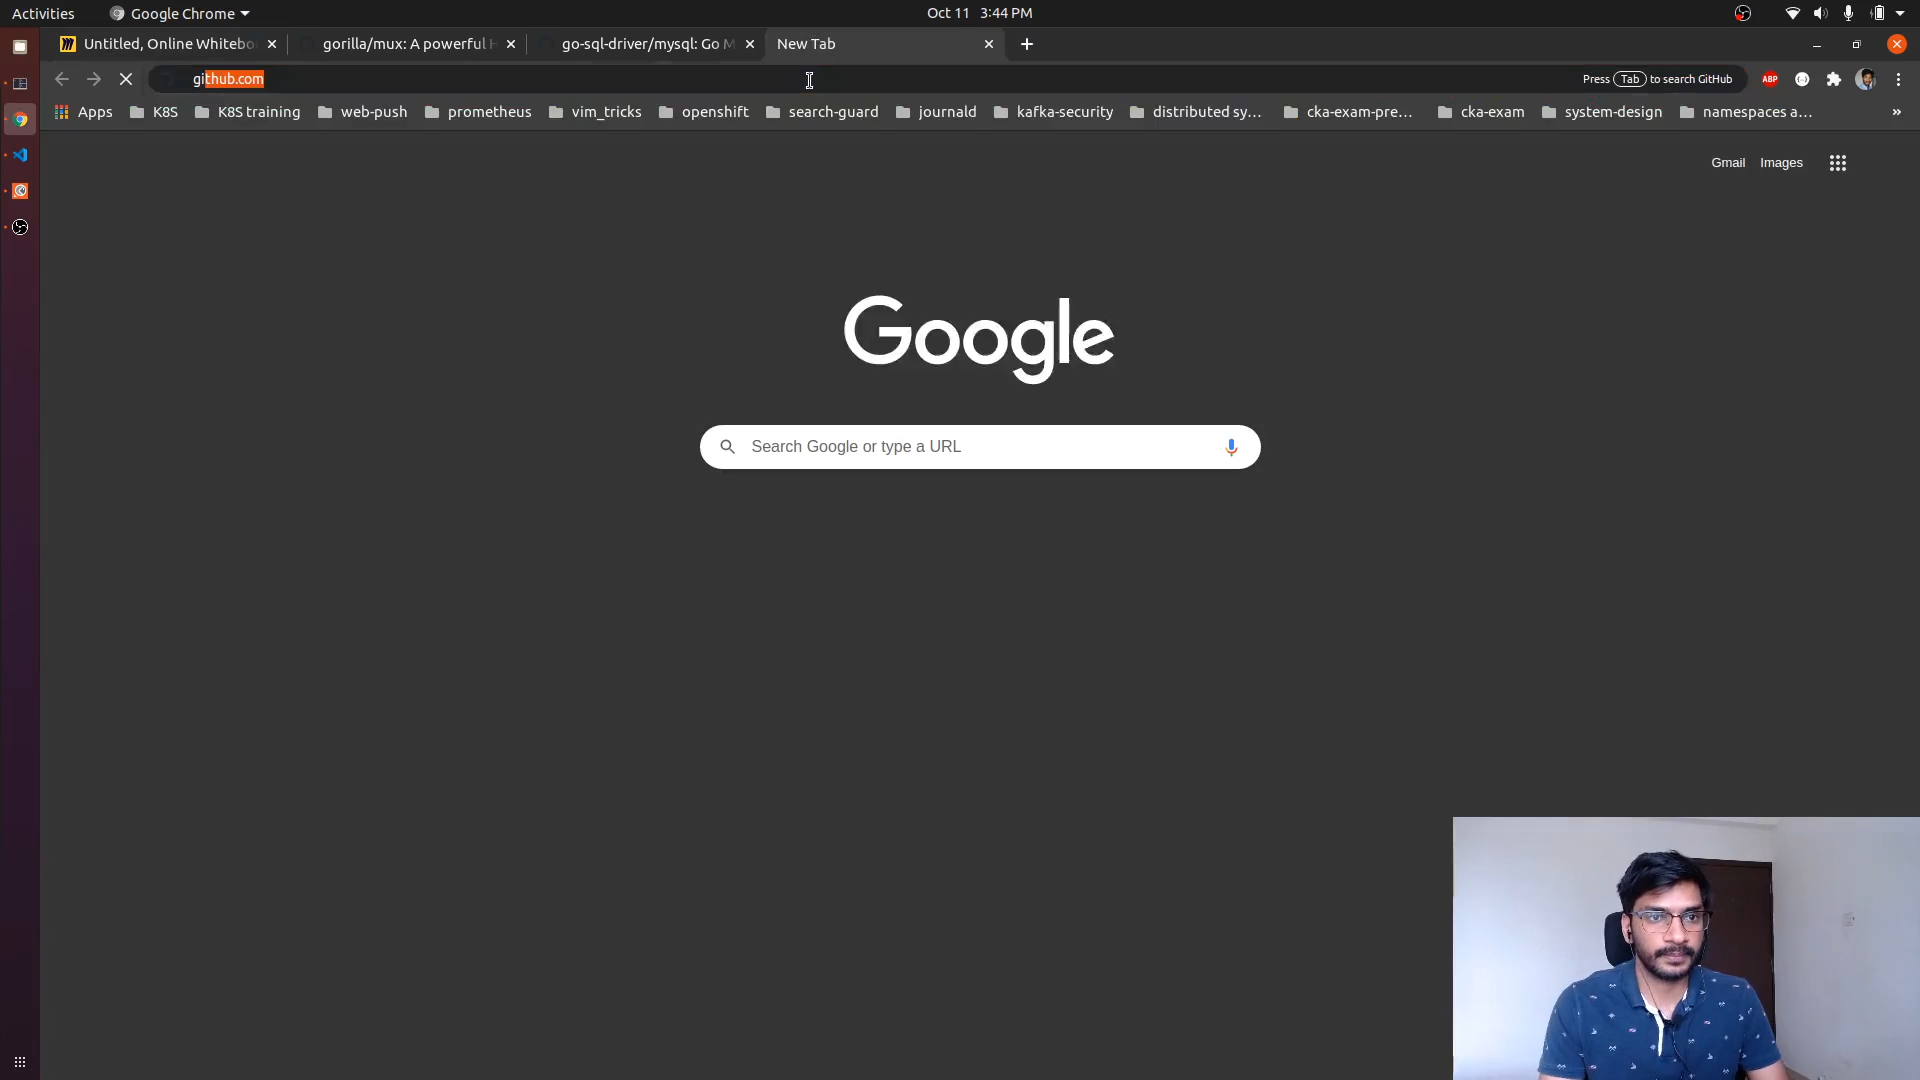 Activities
Google Chrome
Oct 11 3:44 PM
Untitled, Online Whitebo
gorilla/mux: A powerful H
go-sql-driver/mysql: Go M
New Tab
github.com
Press Tab to search GitHub
ABP
Apps
K8S
K8S training
web-push
prometheus
vim_tricks
openshift
search-guard
journald
kafka-security
distributed sy...
cka-exam-pre...
cka-exam
system-design
namespaces a...
»
Gmail
Images
Google
Search Google or type a URL